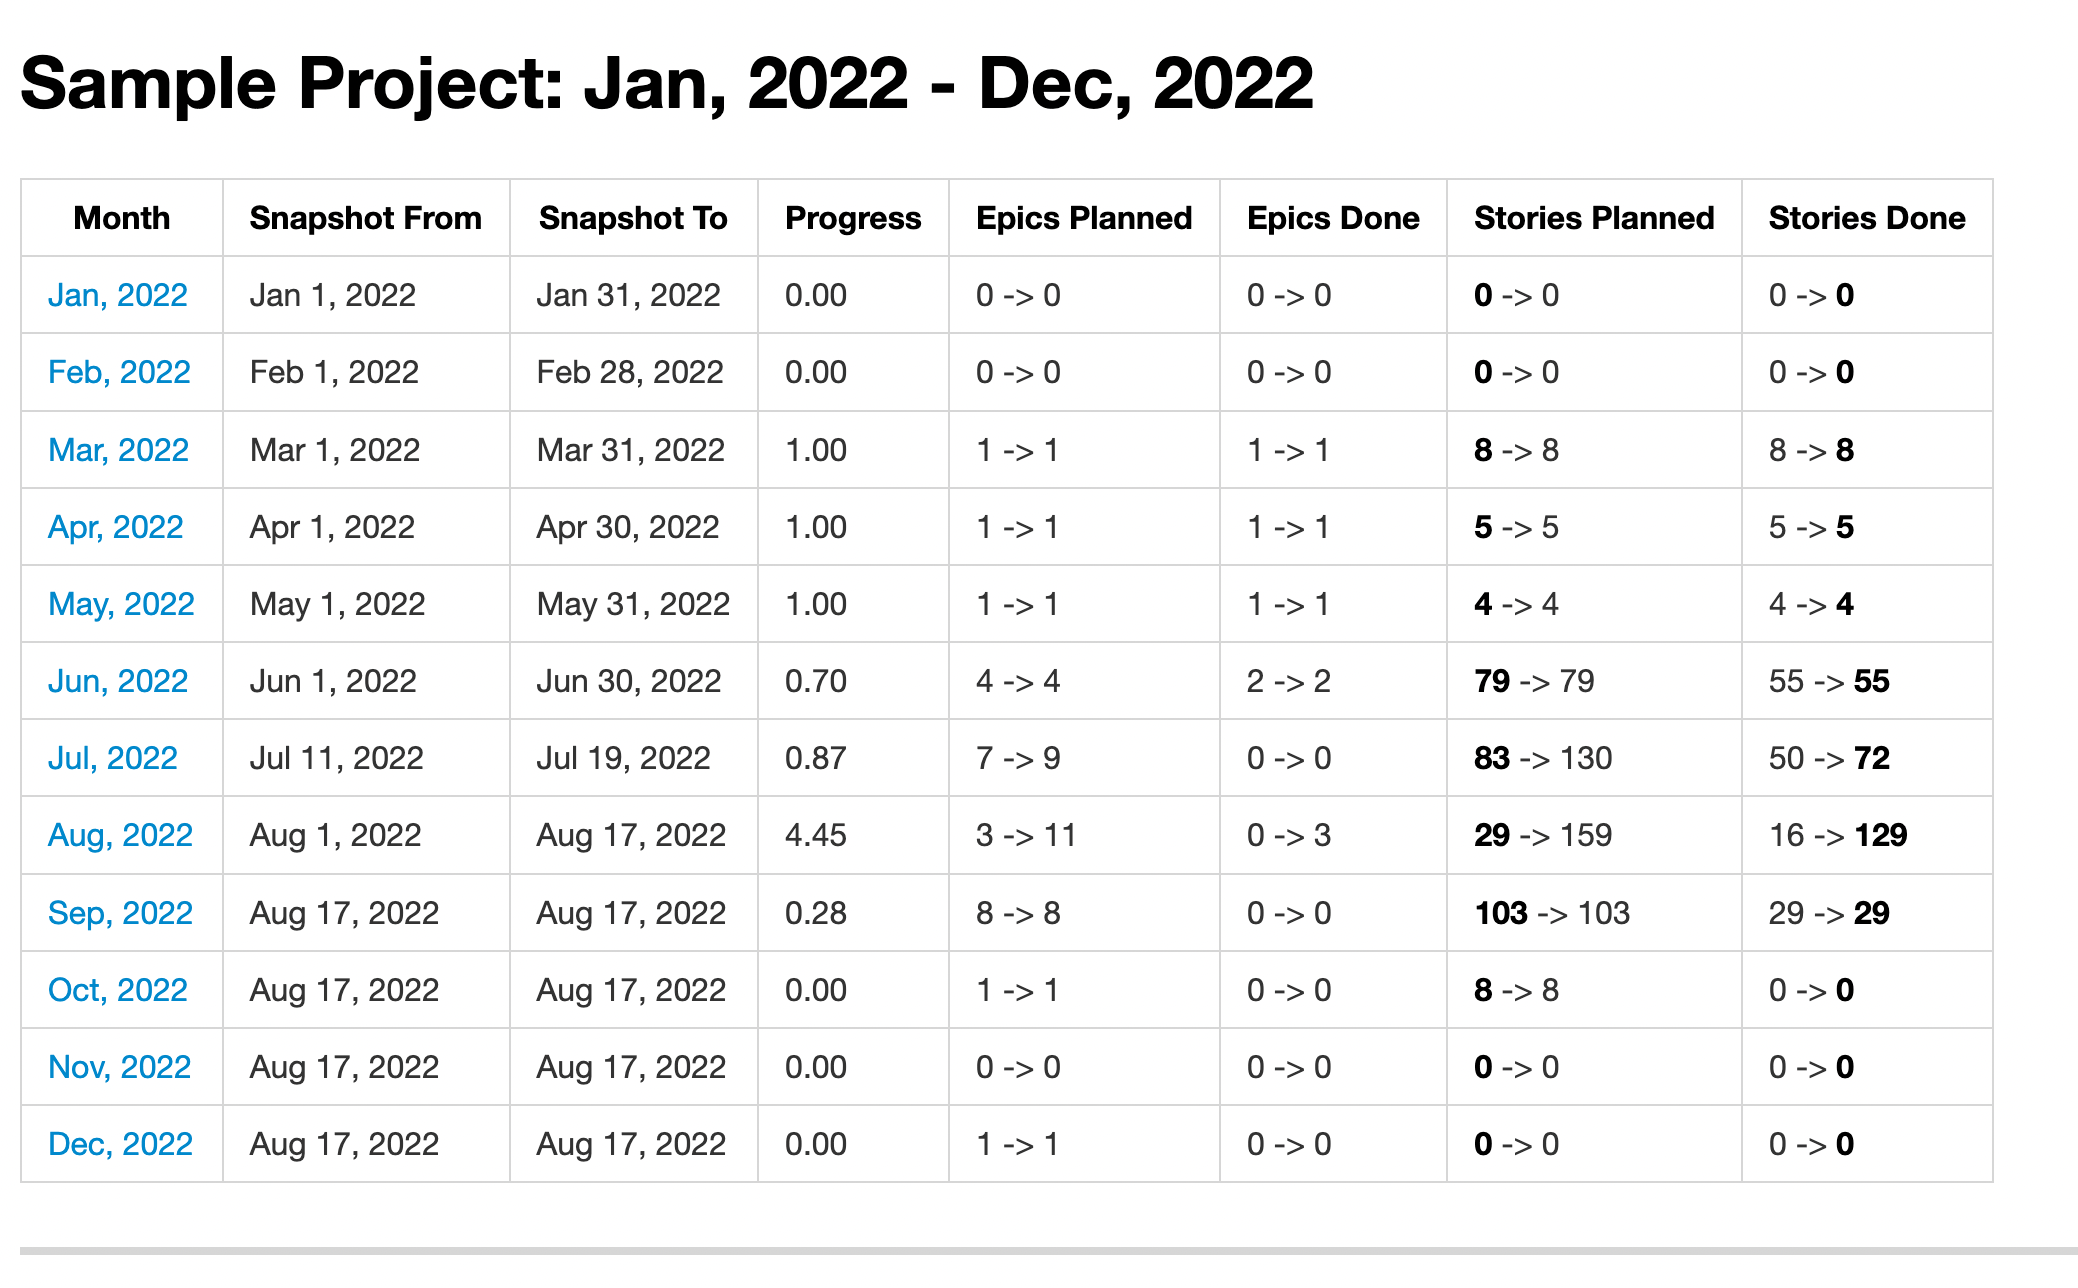 Sample Project: Jan, 2022 - Dec, 2022
Month Snapshot From Snapshot To Progress Epics Planned Epics Done Stories Planned Stories Done
Jan, 2022 Jan 1, 2022 Jan 31, 2022 0.00 0 -> 0 0 -> 0 0 -> 0 0 -> 0
Feb, 2022 Feb 1, 2022 Feb 28, 2022 0.00 0 -> 0 0 -> 0 0 -> 0 0 -> 0
Mar, 2022 Mar 1, 2022 Mar 31, 2022 1.00 1 -> 1 1 -> 1 8 -> 8 8 -> 8
Apr, 2022 Apr 1, 2022 Apr 30, 2022 1.00 1 -> 1 1 -> 1 5 -> 5 5 -> 5
May, 2022 May 1, 2022 May 31, 2022 1.00 1 -> 1 1 -> 1 4 -> 4 4 -> 4
Jun, 2022 Jun 1, 2022 Jun 30, 2022 0.70 4 -> 4 2 -> 2 79 -> 79 55 -> 55
Jul, 2022 Jul 11, 2022 Jul 19, 2022 0.87 7 -> 9 0 -> 0 83 -> 130 50 -> 72
Aug, 2022 Aug 1, 2022 Aug 17, 2022 4.45 3 -> 11 0 -> 3 29 -> 159 16 -> 129
Sep, 2022 Aug 17, 2022 Aug 17, 2022 0.28 8 -> 8 0 -> 0 103 -> 103 29 -> 29
Oct, 2022 Aug 17, 2022 Aug 17, 2022 0.00 1 -> 1 0 -> 0 8 -> 8 0 -> 0
Nov, 2022 Aug 17, 2022 Aug 17, 2022 0.00 0 -> 0 0 -> 0 0 -> 0 0 -> 0
Dec, 2022 Aug 17, 2022 Aug 17, 2022 0.00 1 -> 1 0 -> 0 0 -> 0 0 -> 0